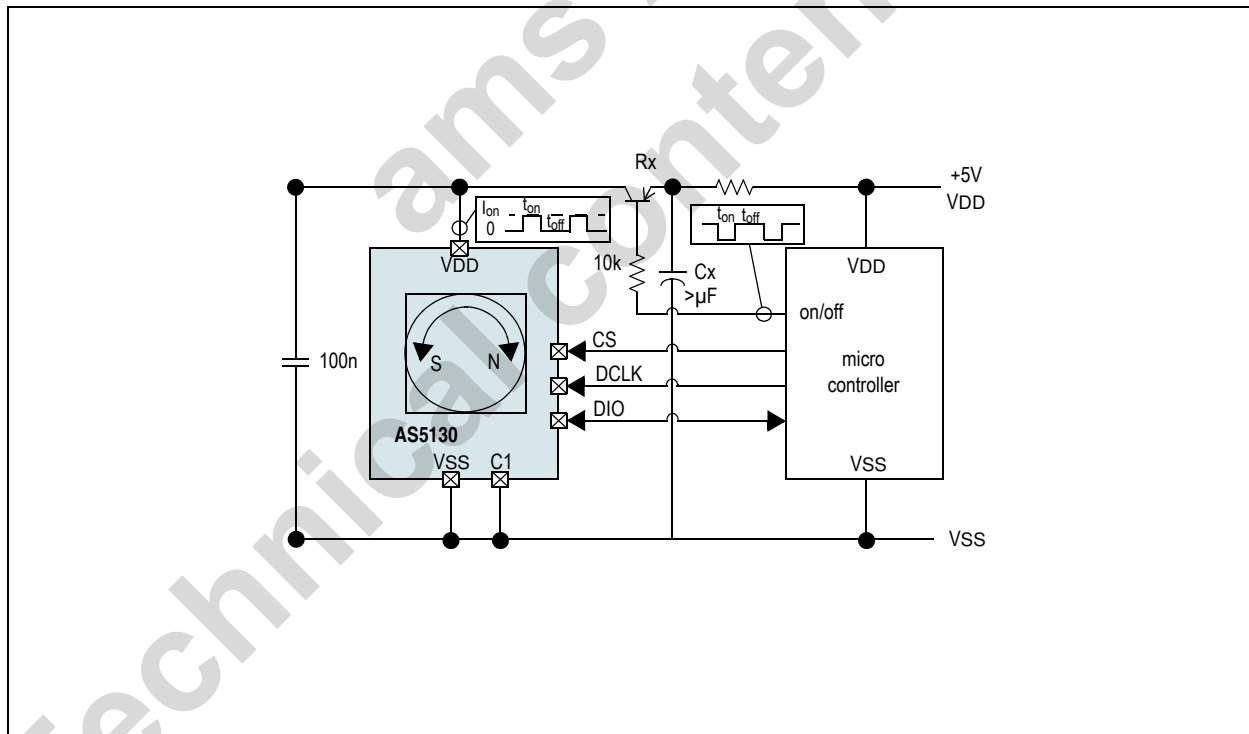 ams
Technical content
Rx
+5V
VDD
Ion
0
ton
toff
ton toff
VDD
10k
Cx
>µF
VDD
on/off
100n
S
N
CS
micro
controller
DCLK
DIO
AS5130
VSS
C1
VSS
VSS